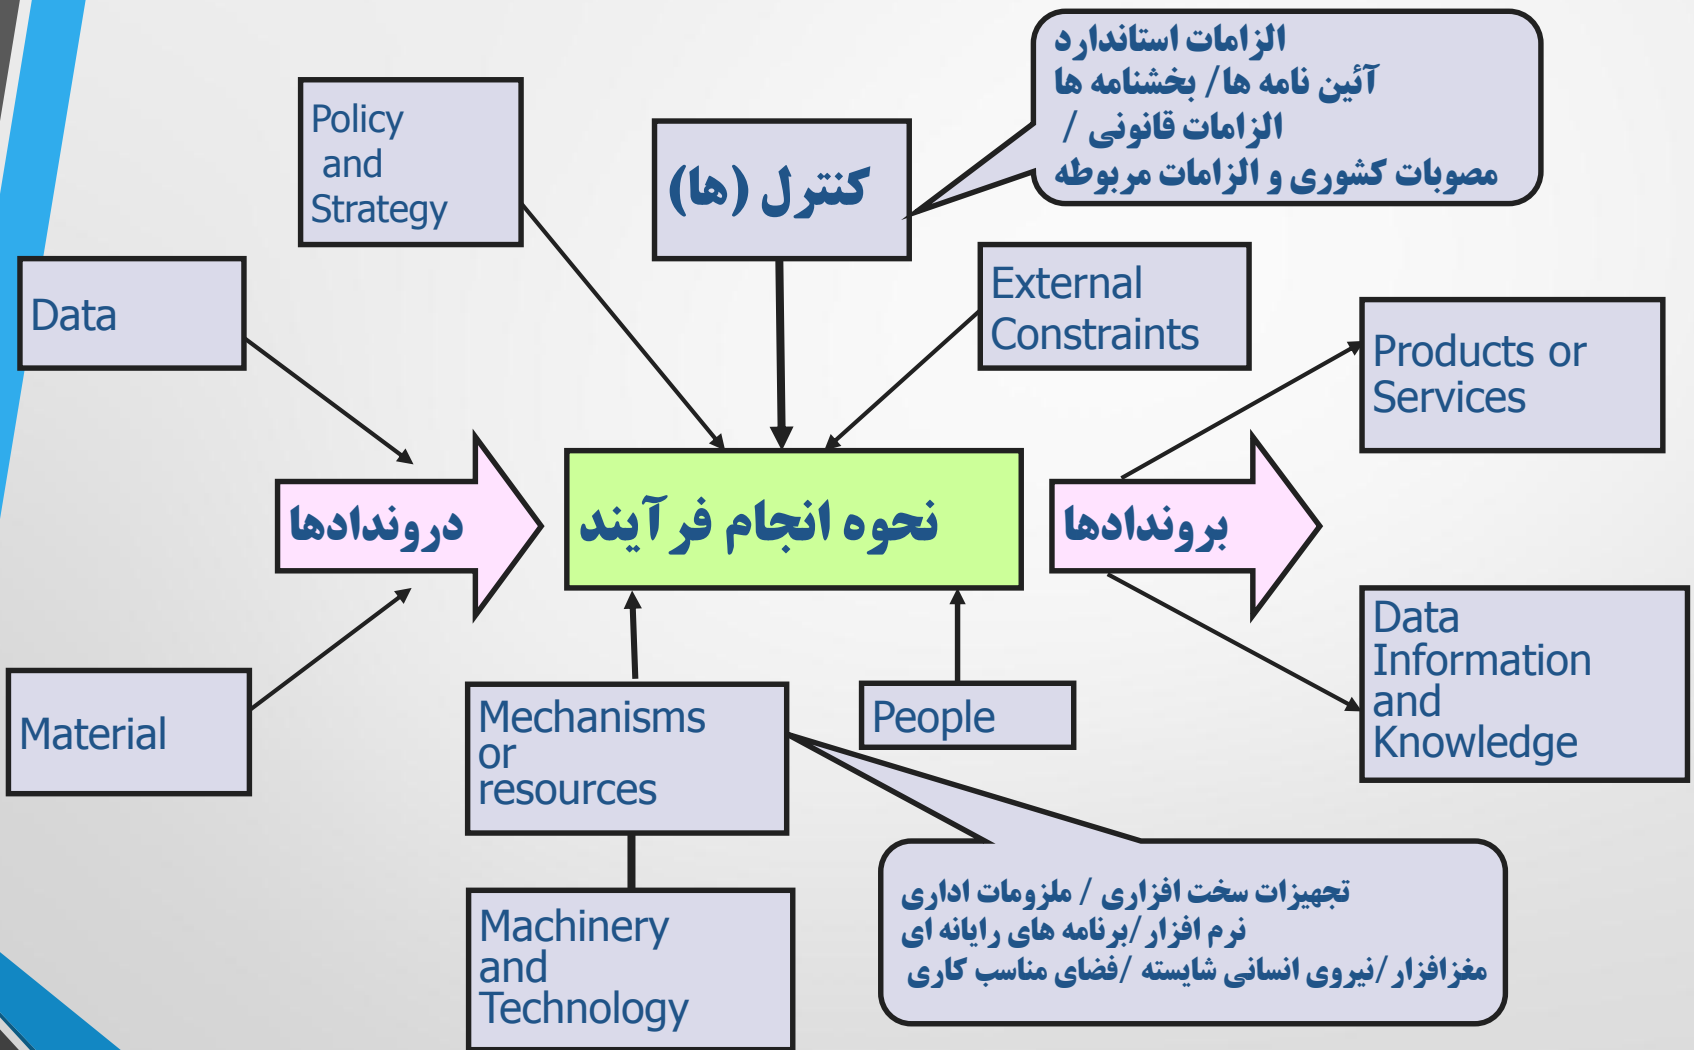 الزامات استاندارد
آئین نامه ها/ بخشنامه ها
الزامات قانونی /
مصوبات کشوری و الزامات مربوطه
Policy
and
Strategy
کنترل (ها)
External
Constraints
Data
Products or
Services
دروندادها
نحوه انجام فرآیند
بروندادها
Data
Information
and
Knowledge
Material
Mechanisms
or
resources
People
Machinery
and
Technology
تجهیزات سخت افزاری / ملزومات اداری
نرم افزار/برنامه های رایانه ای
مغزافزار/نیروی انسانی شایسته /فضای مناسب کاری